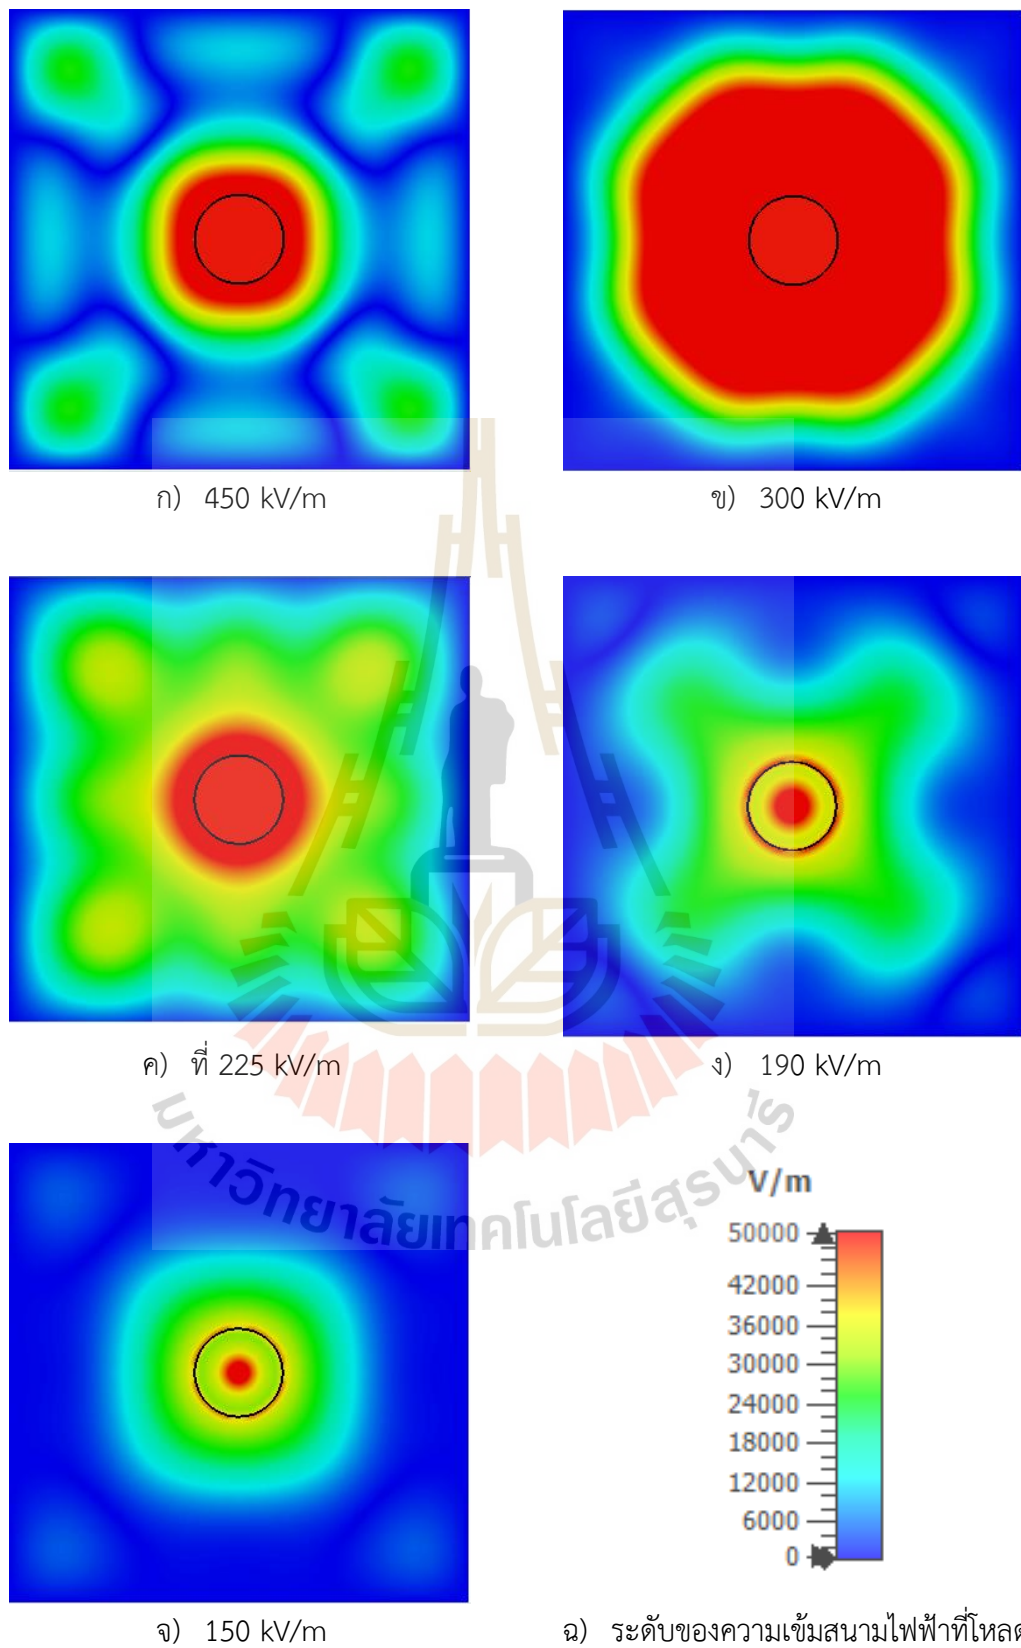 ก) 450 kV/m
ข) 300 kV/m
ค) ที่ 225 kV/m
ง) 190 kV/m
มหาวิทยาลัยเทคโนโลยีสุรนารี
V/m
50000
42000
36000
30000
24000
18000
12000
6000
0
จ) 150 kV/m
ฉ) ระดับของความเข้มสนามไฟฟ้าที่โหลด